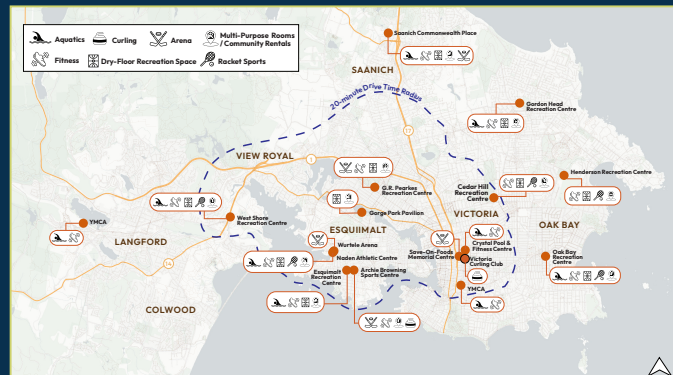 Aquatics
Curling
Arena
Multi-Purpose Rooms
/Community Rentals
Fitness
Dry-Floor Recreation Space
Racket Sports
Saanich Commonwealth Place
SAANICH
20-minute Drive Time Radius
17
Gordon Head
Recreation Centre
VIEW ROYAL
1
G.R. Pearkes
Recreation Centre
Cedar Hill
Recreation
Centre
Henderson Recreation Centre
West Shore
Recreation Centre
Gorge Park Pavilion
VICTORIA
YMCA
LANGFORD
14
ESQUIMALT
Wurtele Arena
Naden Athletic Centre
Esquimalt
Recreation
Centre
Archie Browning
Sports Centre
Save-On-Foods
Memorial Centre
Crystal Pool &
Fitness Centre
Victoria
Curling Club
YMCA
OAK BAY
Oak Bay
Recreation
Centre
COLWOOD